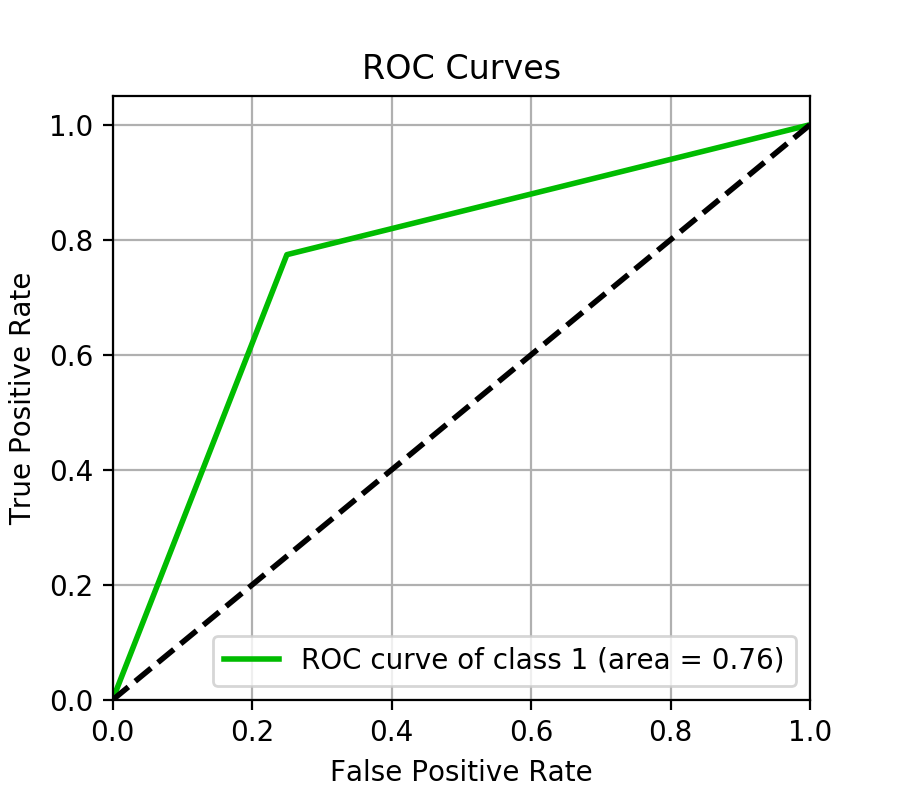 ROC Curves
True Positive Rate
1.0
0.8
0.6
0.4
0.2
0.0
ROC curve of class 1 (area = 0.76)
0.0 0.2 0.4 0.6 0.8 1.0
False Positive Rate